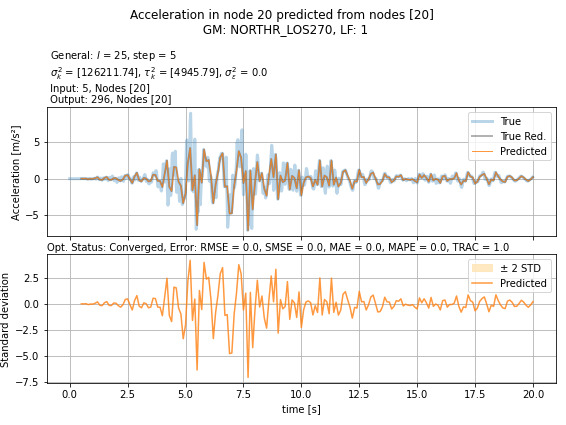 Acceleration in node 20 predicted from nodes [20]
GM: NORTHR_LOS270, LF: 1
General: l = 25, step = 5
σ²ₖ = [126211.74], τ²ₖ = [4945.79], σ²ε = 0.0
Input: 5, Nodes [20]
Output: 296, Nodes [20]
Acceleration [m/s²]
5
0
−5
True
True Red.
Predicted
Opt. Status: Converged, Error: RMSE = 0.0, SMSE = 0.0, MAE = 0.0, MAPE = 0.0, TRAC = 1.0
Standard deviation
2.5
0.0
−2.5
−5.0
−7.5
± 2 STD
Predicted
0.0 2.5 5.0 7.5 10.0 12.5 15.0 17.5 20.0
time [s]